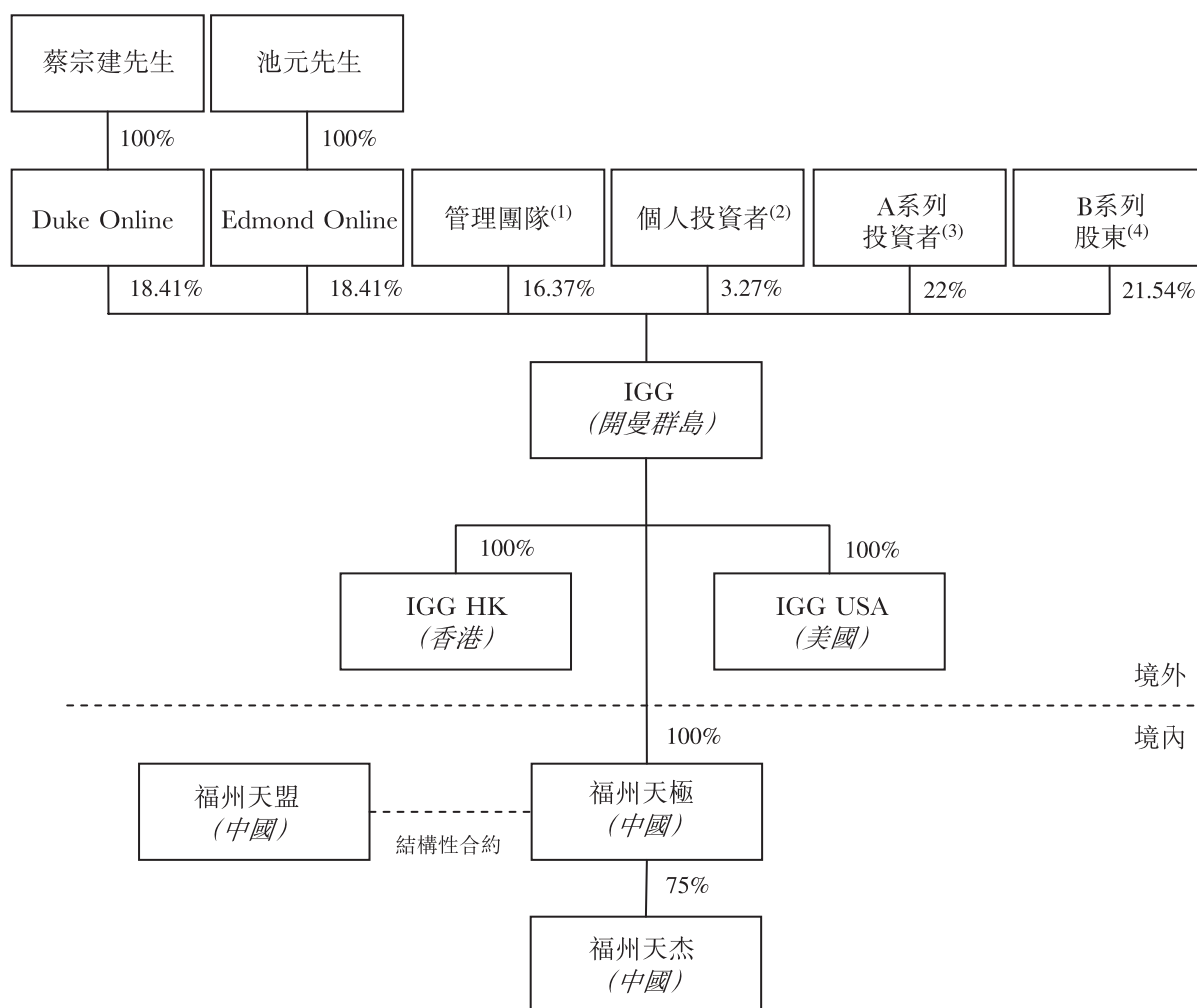 蔡宗建先生
池元先生
100%
100%
Duke Online
Edmond Online
管理團隊(1)
個人投資者(2)
A系列
投資者(3)
B系列
股東(4)
18.41%
18.41%
16.37%
3.27%
22%
21.54%
IGG
（開曼群島）
100%
100%
IGG HK
（香港）
IGG USA
（美國）
境外
境內
100%
福州天盟
（中國）
結構性合約
福州天極
（中國）
75%
福州天杰
（中國）